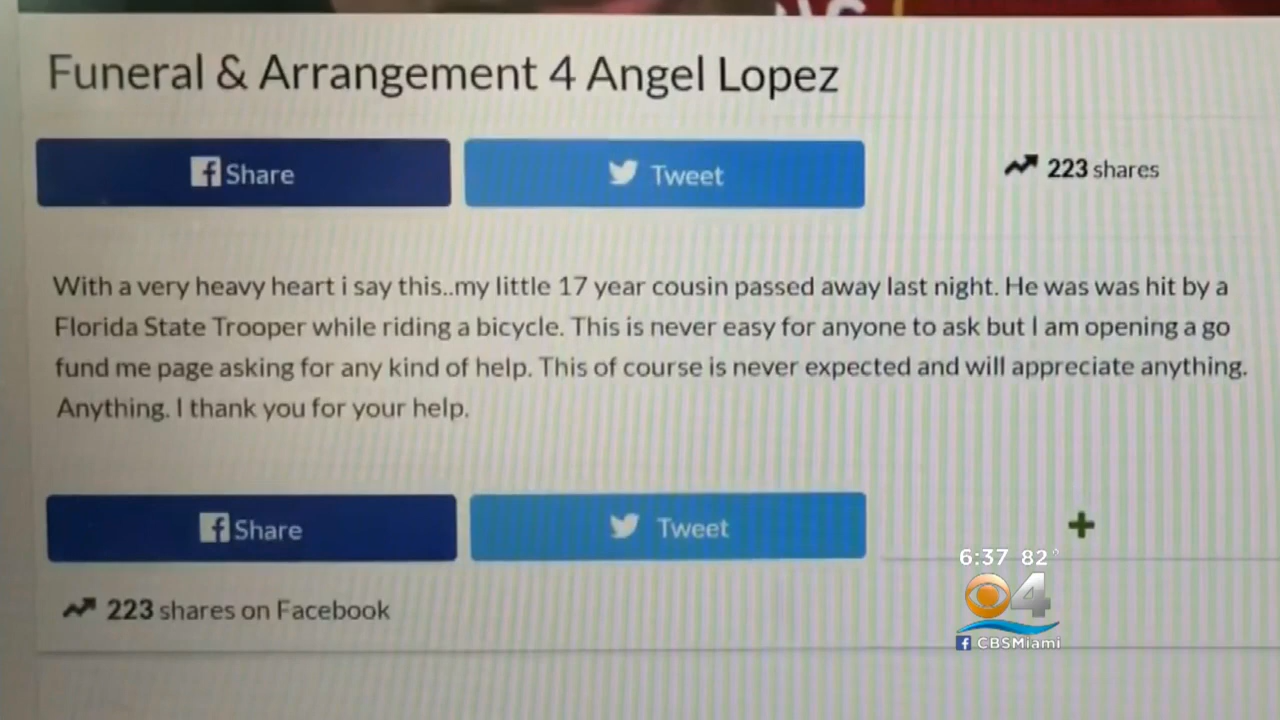 Funeral & Arrangement 4 Angel Lopez
Share
Tweet
223 shares
With a very heavy heart i say this..my little 17 year cousin passed away last night. He was was hit by a
Florida State Trooper while riding a bicycle. This is never easy for anyone to ask but I am opening a go
fund me page asking for any kind of help. This of course is never expected and will appreciate anything.
Anything. I thank you for your help.
Share
Tweet
6:37 82°
4
223 shares on Facebook
CBSMiami